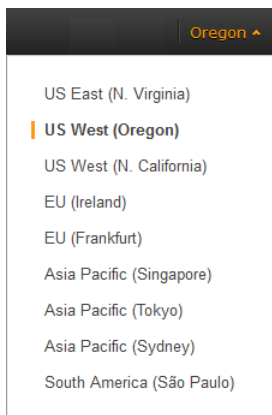 Oregon
US East (N. Virginia)
US West (Oregon)
US West (N. California)
EU (Ireland)
EU (Frankfurt)
Asia Pacific (Singapore)
Asia Pacific (Tokyo)
Asia Pacific (Sydney)
South America (São Paulo)